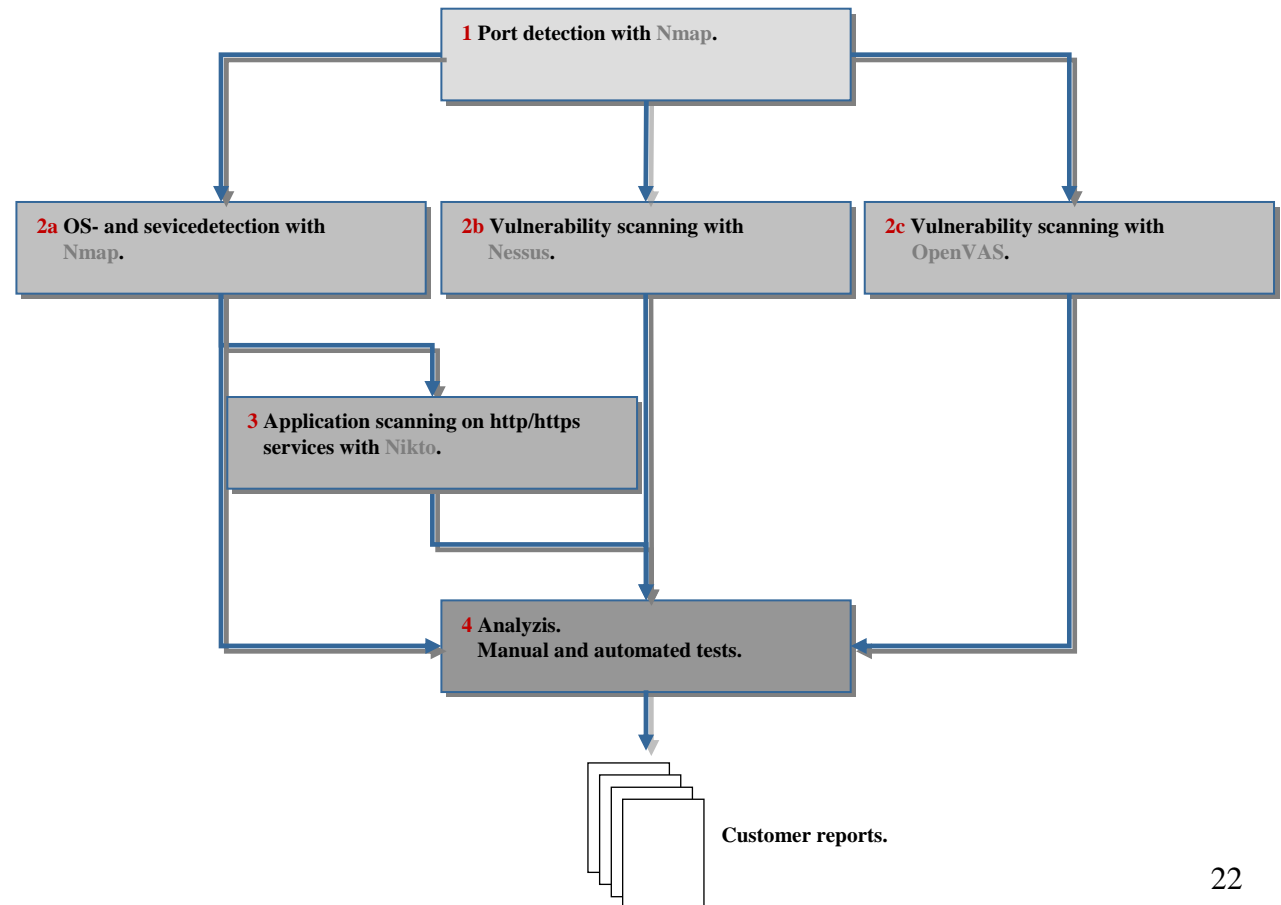 1 Port detection with Nmap.
2a OS- and sevicedetection with
Nmap.
2b Vulnerability scanning with
Nessus.
2c Vulnerability scanning with
OpenVAS.
3 Application scanning on http/https
services with Nikto.
4 Analyzis.
Manual and automated tests.
Customer reports.
22